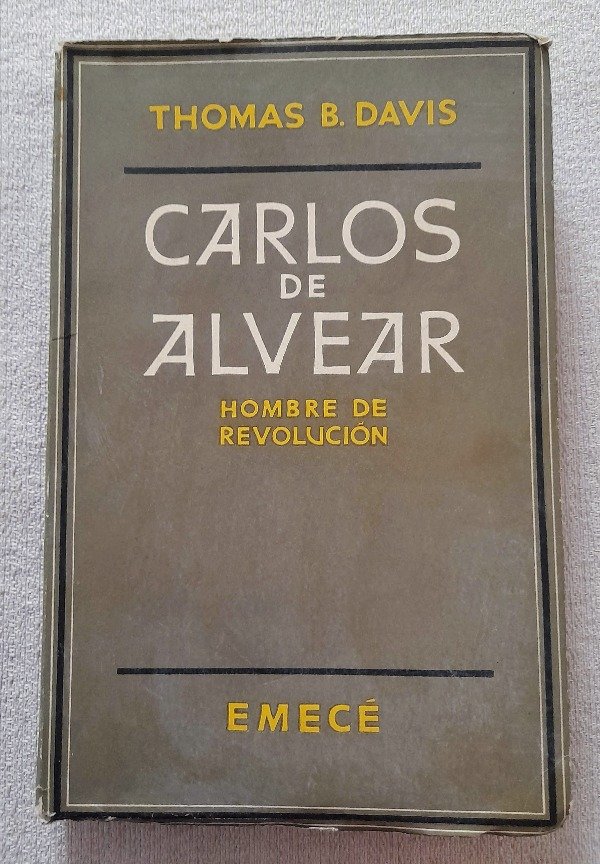 THOMAS B. DAVIS
CARLOS
DE
ALVEAR
HOMBRE DE
REVOLUCIÓN
EMECÉ